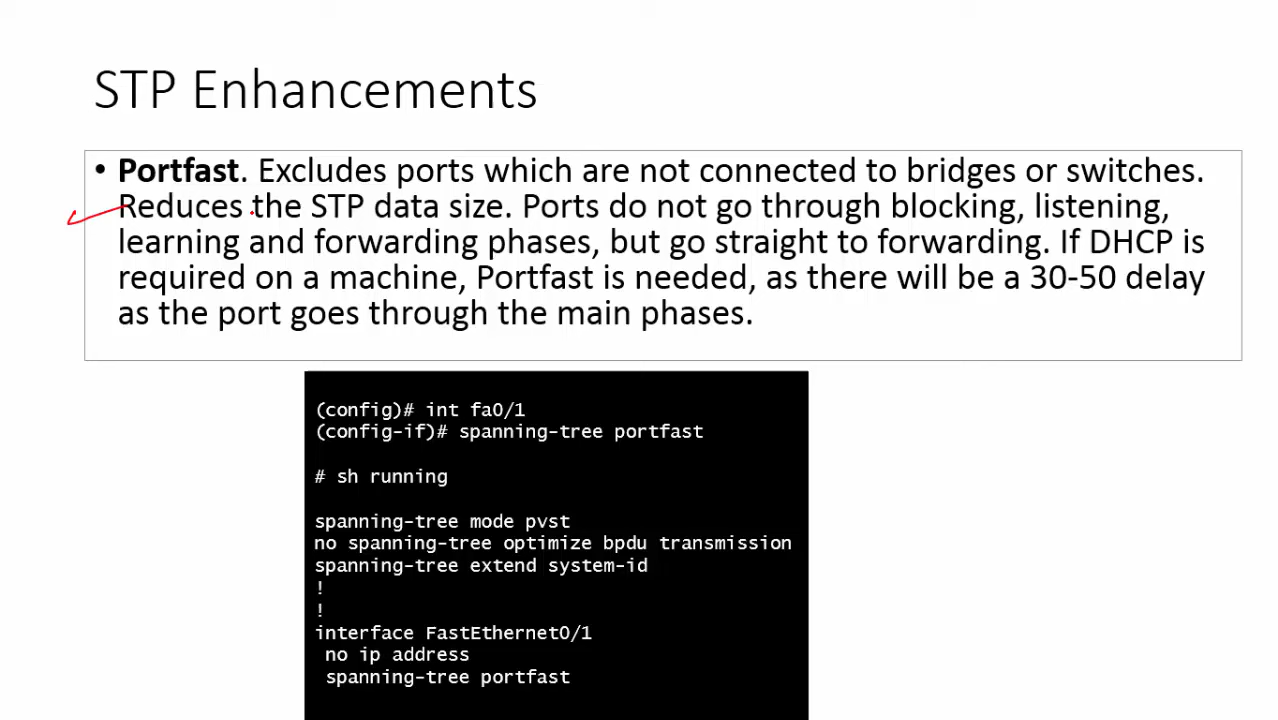 STP Enhancements
• Portfast. Excludes ports which are not connected to bridges or switches.
Reduces the STP data size. Ports do not go through blocking, listening,
learning and forwarding phases, but go straight to forwarding. If DHCP is
required on a machine, Portfast is needed, as there will be a 30-50 delay
as the port goes through the main phases.
(config)# int fa0/1
(config-if)# spanning-tree portfast
# sh running
spanning-tree mode pvst
no spanning-tree optimize bpdu transmission
spanning-tree extend system-id
!
!
interface FastEthernet0/1
no ip address
spanning-tree portfast